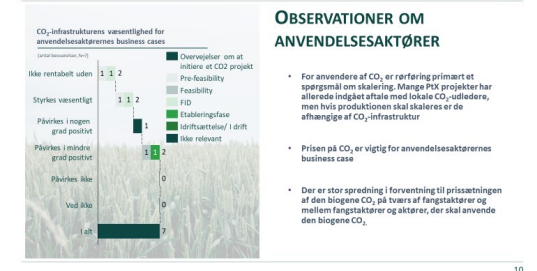 CO₂-infrastrukturens væsentlighed for
anvendelsesaktørernes business cases
(antal besvarelser, N=7)
Ikke rentabelt uden 1 1 2
Styrkes væsentligt 1 1 2
Påvirkes i nogen
grad positivt 1
Påvirkes i mindre
grad positivt 1 1 2
Påvirkes ikke 0
Ved ikke 0
I alt 7
Overvejelser om at
initiere et CO2 projekt
Pre-feasibility
Feasibility
FID
Etableringsfase
Idriftsættelse/ I drift
Ikke relevant
OBSERVATIONER OM
ANVENDELSESAKTØRER
• For anvendere af CO₂ er rørføring primært et
spørgsmål om skalering. Mange PtX projekter har
allerede indgået aftale med lokale CO₂-udledere,
men hvis produktionen skal skaleres er de
afhængige af CO₂-infrastruktur
• Prisen på CO₂ er vigtig for anvendelsesaktørernes
business case
• Der er stor spredning i forventning til prissætningen
af den biogene CO₂ på tværs af fangstaktører og
mellem fangstaktører og aktører, der skal anvende
den biogene CO₂.
10